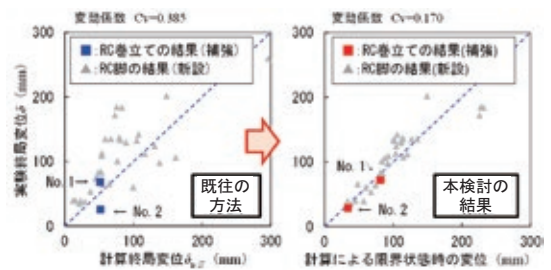 変動係数 Cv=0.385
300
■:RC巻立ての結果(補強)
▲:RC脚の結果(新設)
200
100
0
実験終局変位δ (mm)
No.1→
← No.2
既往の
方法
0 100 200 300
計算終局変位 (mm)
変動係数 Cv=0.170
300
■:RC巻立ての結果(補強)
▲:RC脚の結果(新設)
200
100
0
No.1
← No.2
本検討の
結果
0 100 200 300
計算による限界状態時の変位 (mm)